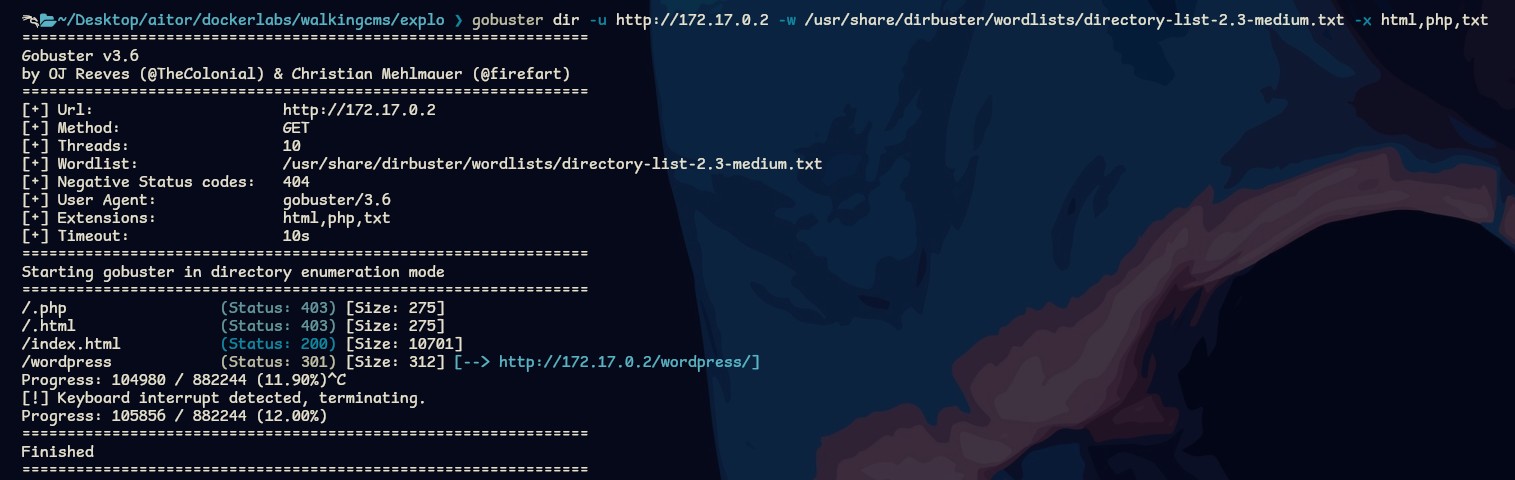 ~/Desktop/aitor/dockerlabs/walkingcms/explo ❯ gobuster dir -u http://172.17.0.2 -w /usr/share/dirbuster/wordlists/directory-list-2.3-medium.txt -x html,php,txt
===============================================================
Gobuster v3.6
by OJ Reeves (@TheColonial) & Christian Mehlmauer (@firefart)
===============================================================
[+] Url:                     http://172.17.0.2
[+] Method:                  GET
[+] Threads:                 10
[+] Wordlist:                /usr/share/dirbuster/wordlists/directory-list-2.3-medium.txt
[+] Negative Status codes:   404
[+] User Agent:              gobuster/3.6
[+] Extensions:              html,php,txt
[+] Timeout:                 10s
===============================================================
Starting gobuster in directory enumeration mode
===============================================================
/.php                 (Status: 403) [Size: 275]
/.html                (Status: 403) [Size: 275]
/index.html           (Status: 200) [Size: 10701]
/wordpress            (Status: 301) [Size: 312] [--> http://172.17.0.2/wordpress/]
Progress: 104980 / 882244 (11.90%)^C
[!] Keyboard interrupt detected, terminating.
Progress: 105856 / 882244 (12.00%)
===============================================================
Finished
===============================================================